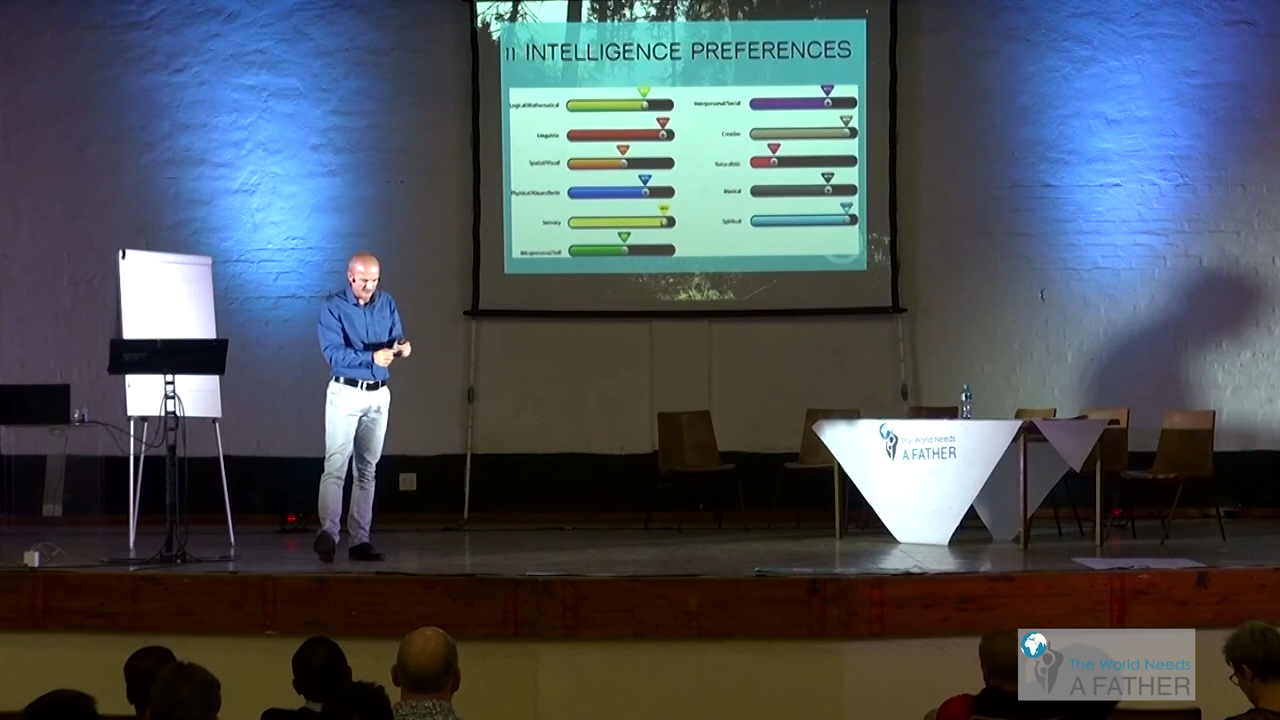 11 INTELLIGENCE PREFERENCES
Logical/Mathematical
Linguistic
Spatial/Visual
Physical/Kinaesthetic
Sensory
Intrapersonal/Self
Interpersonal/Social
Creative
Naturalistic
Musical
Spiritual
The World Needs
A FATHER
The World Needs
A FATHER